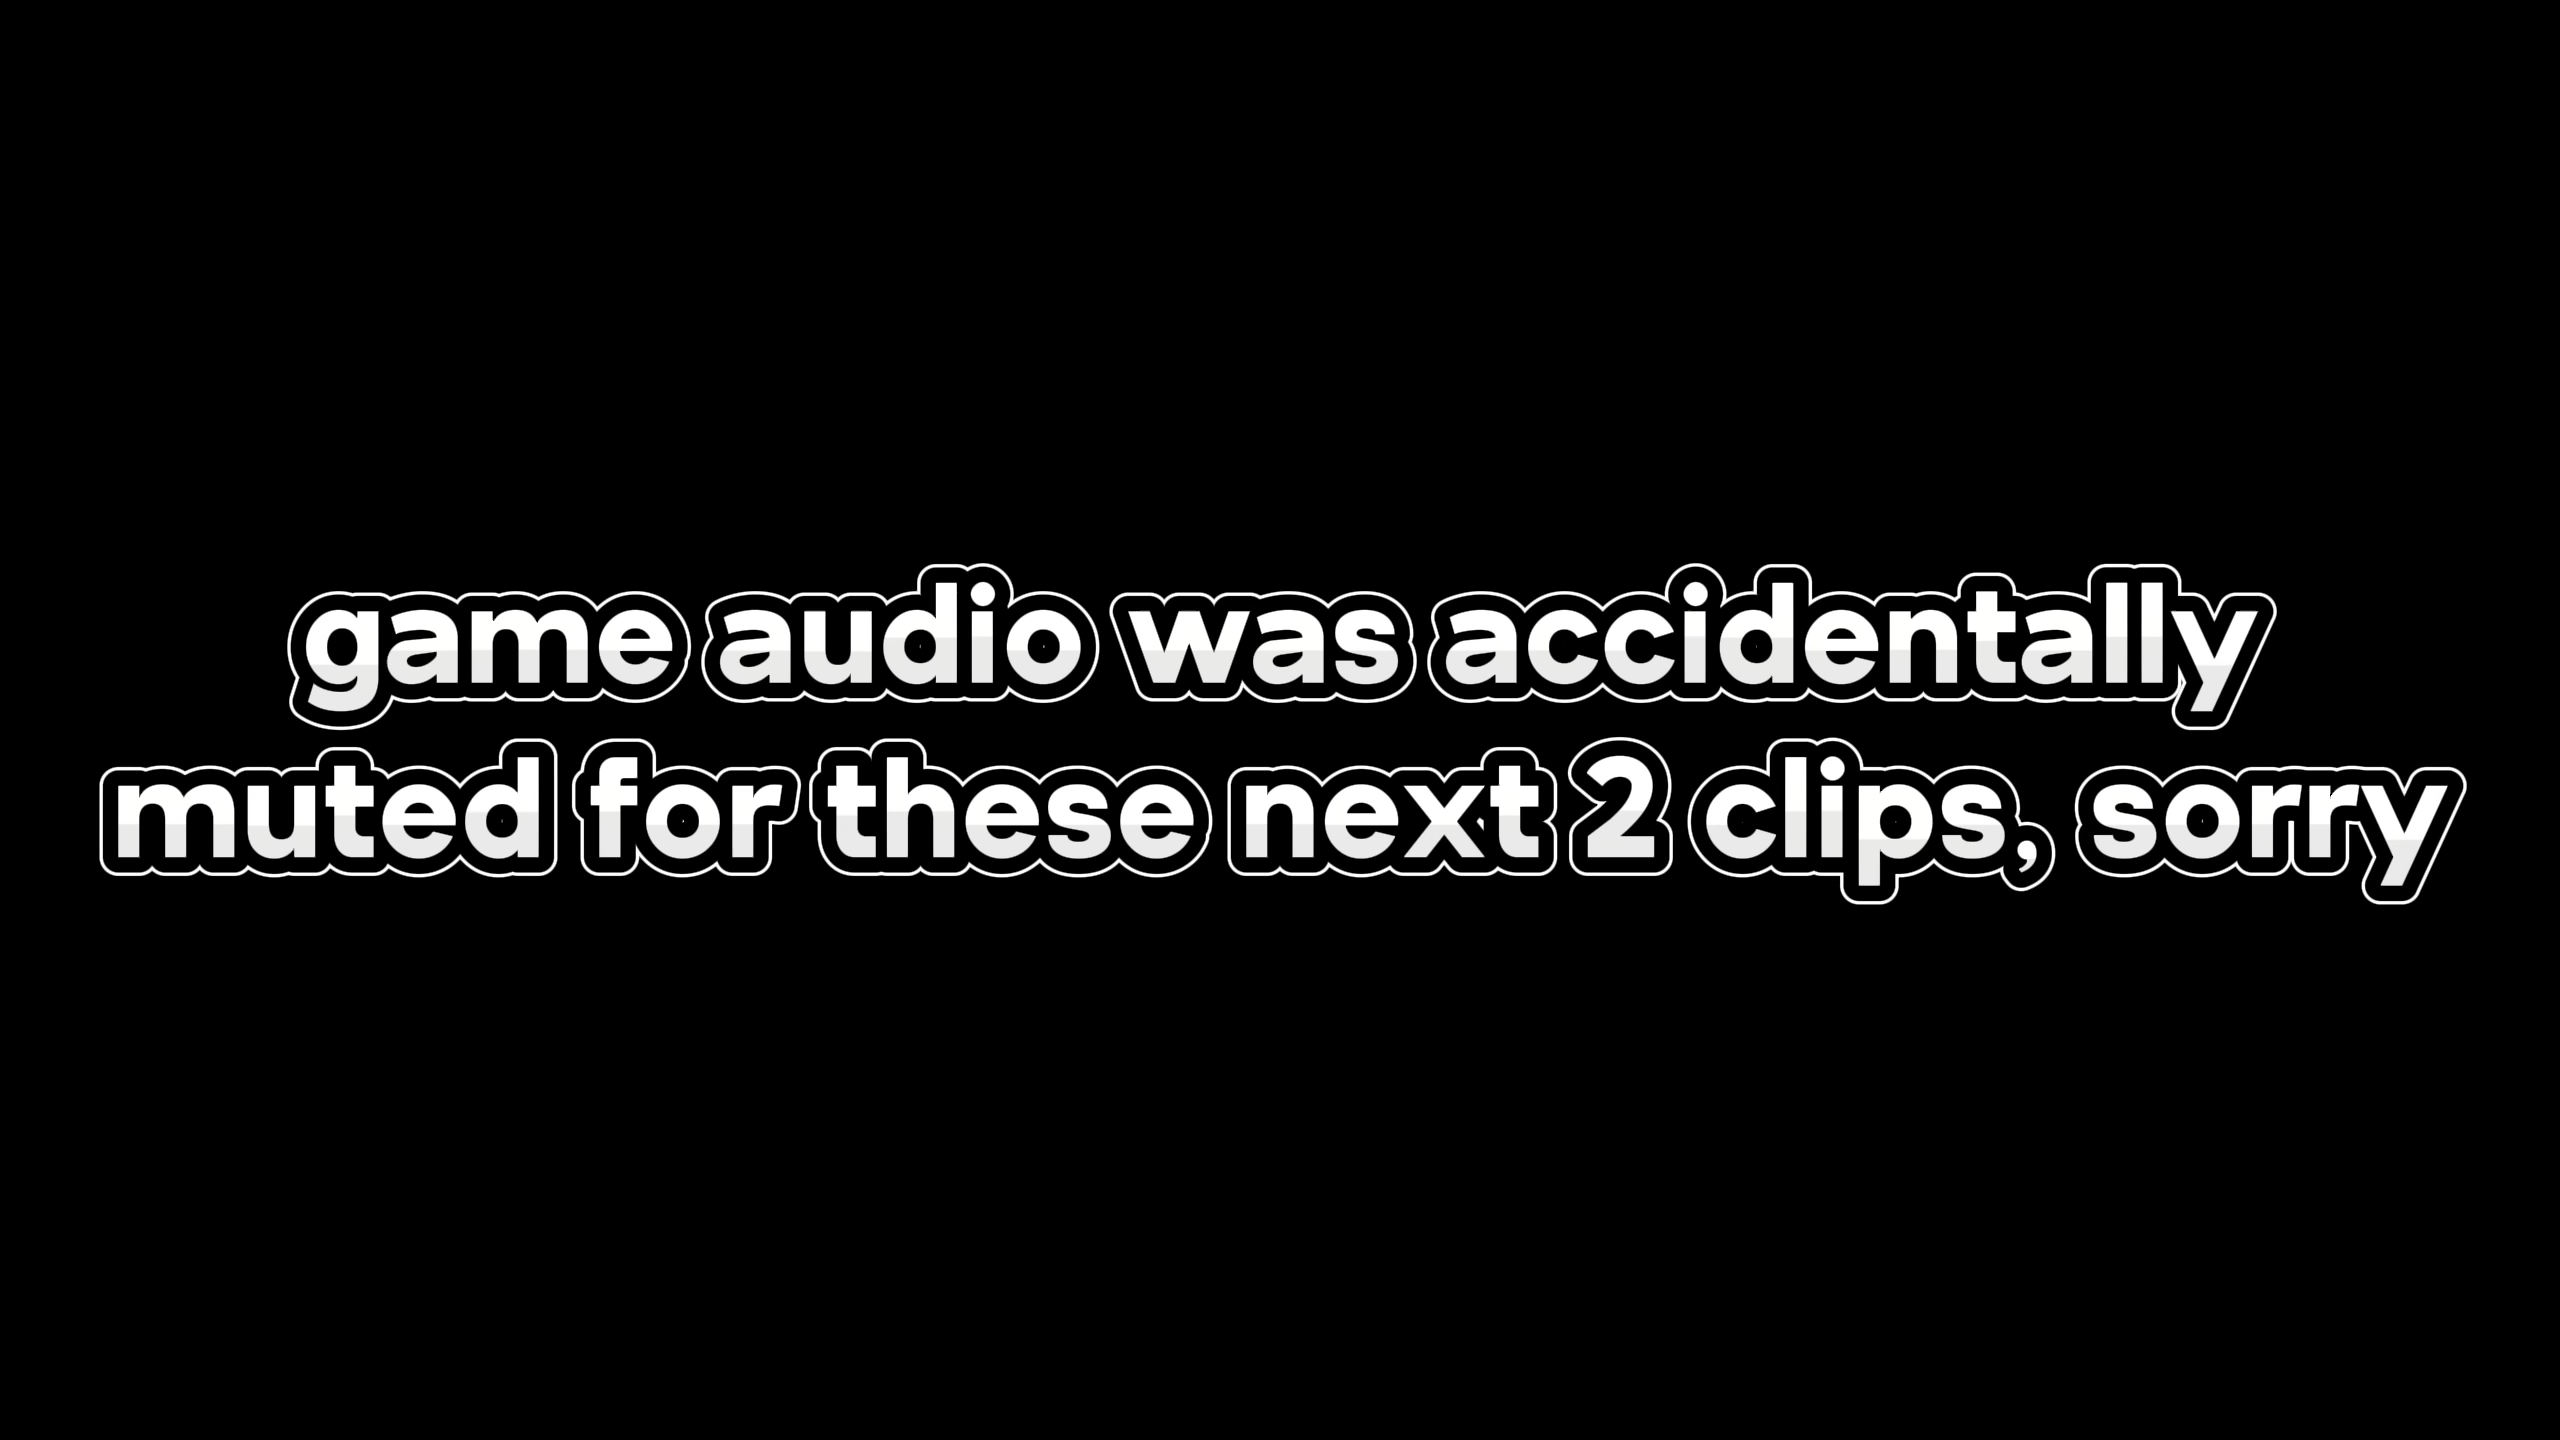 game audio was accidentally
muted for these next 2 clips, sorry